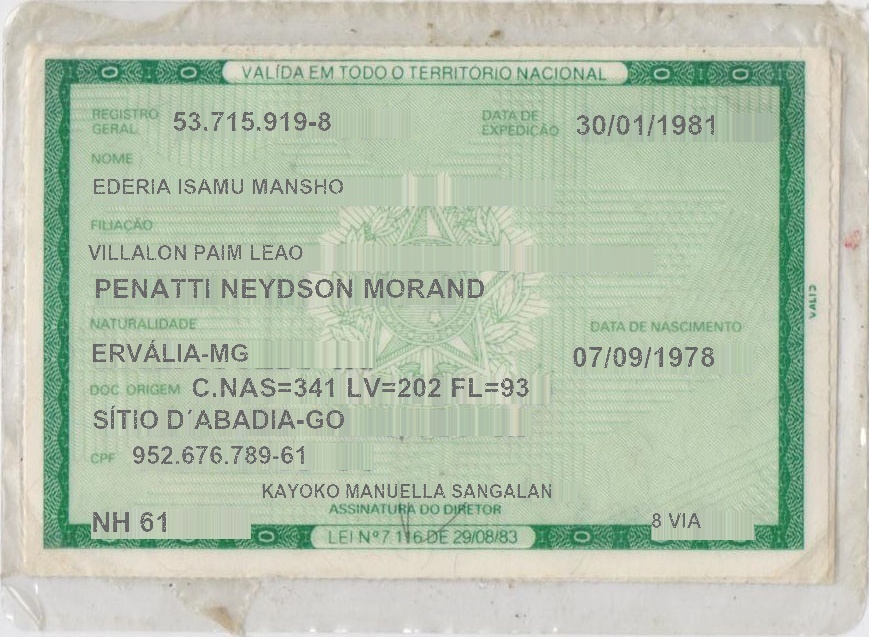 VALIDA EM TODO O TERRITÓRIO NACIONAL
REGISTRO GERAL 53.715.919-8 DATA DE EXPEDIÇÃO 30/01/1981
NOME
EDERIA ISAMU MANSHO
FILIAÇÃO
VILLALON PAIM LEAO
PENATTI NEYDSON MORAND
NATURALIDADE DATA DE NASCIMENTO
ERVÁLIA-MG 07/09/1978
DOC ORIGEM C.NAS=341 LV=202 FL=93
SÍTIO D´ABADIA-GO
CPF 952.676.789-61
KAYOKO MANUELLA SANGALAN
ASSINATURA DO DIRETOR
NH 61 8 VIA
LEI Nº 7.116 DE 29/08/83
VALID